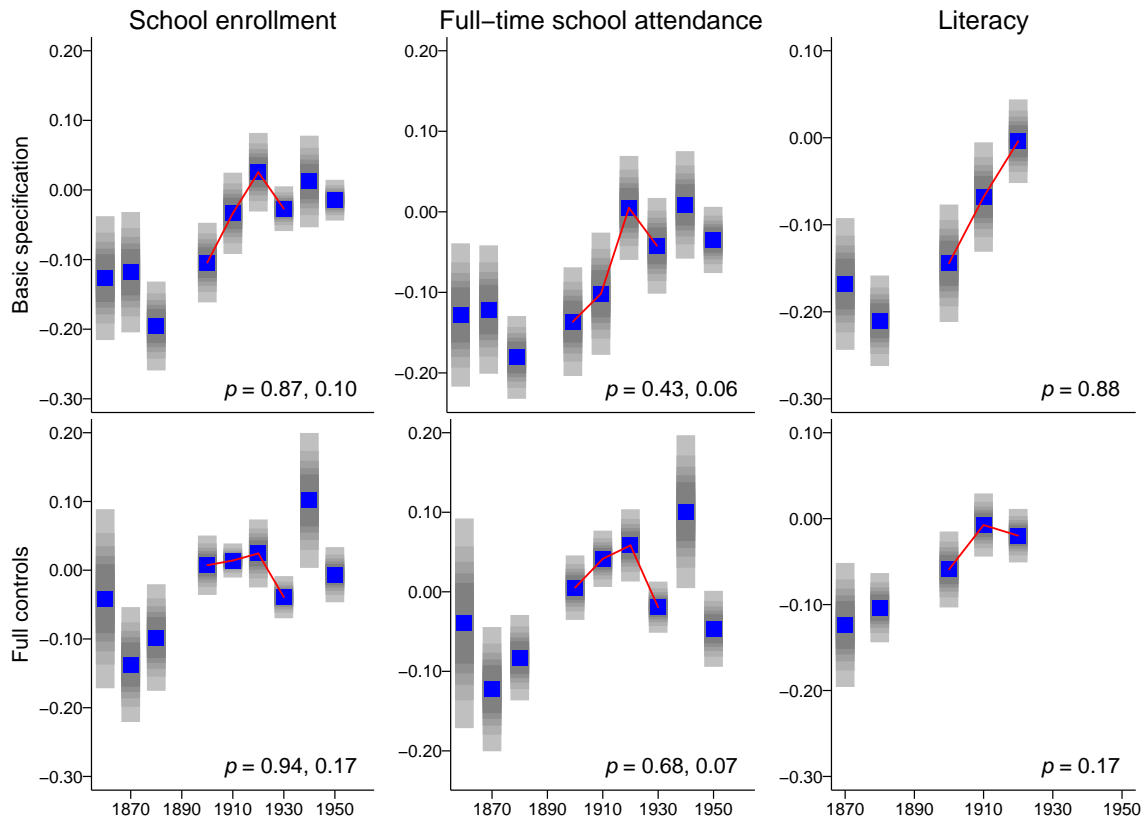 School enrollment
Full−time school attendance
Literacy
Basic specification
0.20
0.10
0.00
−0.10
−0.20
−0.30
p = 0.87, 0.10
0.20
0.10
0.00
−0.10
−0.20
p = 0.43, 0.06
0.10
0.00
−0.10
−0.20
−0.30
p = 0.88
Full controls
0.20
0.10
0.00
−0.10
−0.20
−0.30
p = 0.94, 0.17
1870 1890 1910 1930 1950
0.20
0.10
0.00
−0.10
−0.20
p = 0.68, 0.07
1870 1890 1910 1930 1950
0.10
0.00
−0.10
−0.20
−0.30
p = 0.17
1870 1890 1910 1930 1950